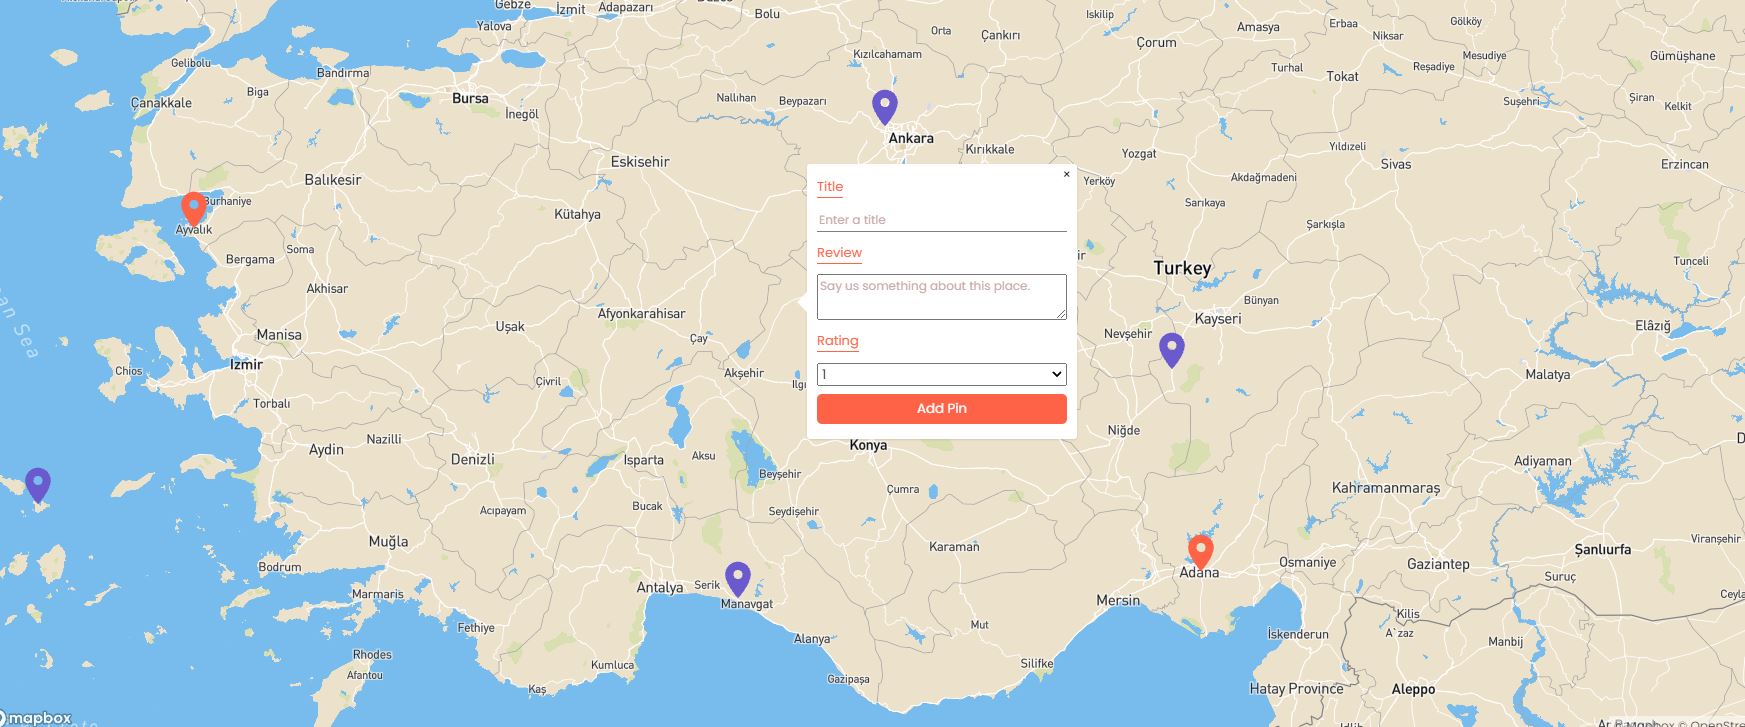 Gebze
İzmit
Adapazarı
Bolu
İskilip
Erbaa
Gölköy
Yalova
Orta
Çankırı
Çorum
Amasya
Niksar
Mesudiye
Gelibolu
Bandırma
Kızılcahamam
Turhal
Tokat
Reşadiye
Gümüşhane
Çanakkale
Biga
Bursa
İnegöl
Nallıhan
Beypazarı
Suşehri
Şiran
Kelkit
Ankara
Kırıkkale
Yozgat
Yıldızeli
Sivas
Erzincan
Balıkesir
Eskisehir
Yerköy
Akdağmadeni
Burhaniye
Ayvalık
Kütahya
Sarıkaya
Şarkışla
Bergama
Soma
Turkey
Tunceli
Akhisar
Bünyan
an Sea
Manisa
Uşak
Afyonkarahisar
Çay
Nevşehir
Kayseri
Elâzığ
Chios
Izmir
Çivril
Akşehir
Ilg
Malatya
Torbalı
Aydin
Nazilli
Denizli
Isparta
Aksu
Beyşehir
Konya
Niğde
Adiyaman
Acıpayam
Bucak
Seydişehir
Çumra
Kahramanmaraş
Muğla
Karaman
Şanlıurfa
Viranşehir
Bodrum
Marmaris
Antalya
Serik
Manavgat
Adana
Osmaniye
Gaziantep
Suruç
Ceyla
Mersin
Fethiye
Alanya
Mut
İskenderun
Kilis
A`zaz
Manbij
Rhodes
Afantou
Kumluca
Kaş
Gazipaşa
Silifke
Hatay Province
Aleppo
Title
Enter a title
Review
Say us something about this place.
Rating
1
Add Pin
×
mapbox